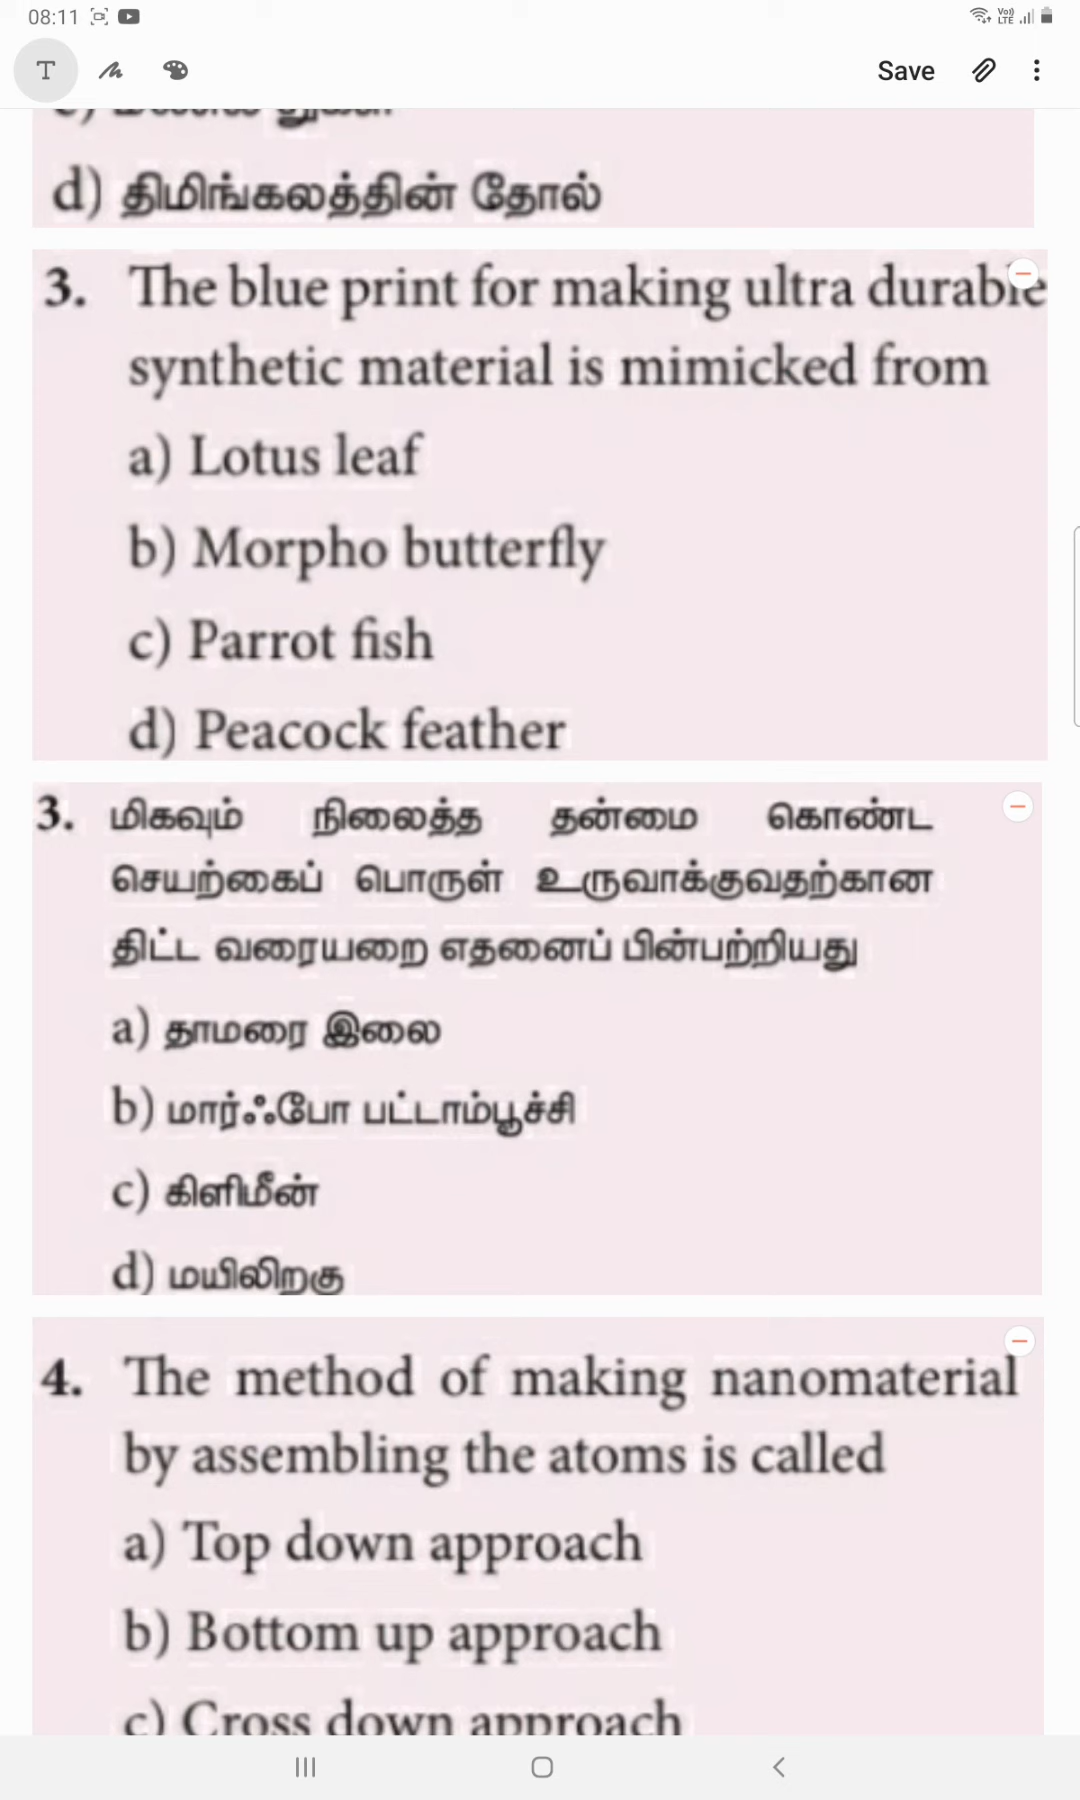 08:11
Save
d) திமிங்கலத்தின் தோல்
3. The blue print for making ultra durable
synthetic material is mimicked from
a) Lotus leaf
b) Morpho butterfly
c) Parrot fish
d) Peacock feather
3. மிகவும் நிலைத்த தன்மை கொண்ட
செயற்கைப் பொருள் உருவாக்குவதற்கான
திட்ட வரையறை எதனைப் பின்பற்றியது
a) தாமரை இலை
b) மார்ஃபோ பட்டாம்பூச்சி
c) கிளிமீன்
d) மயிலிறகு
4. The method of making nanomaterial
by assembling the atoms is called
a) Top down approach
b) Bottom up approach
c) Cross down approach